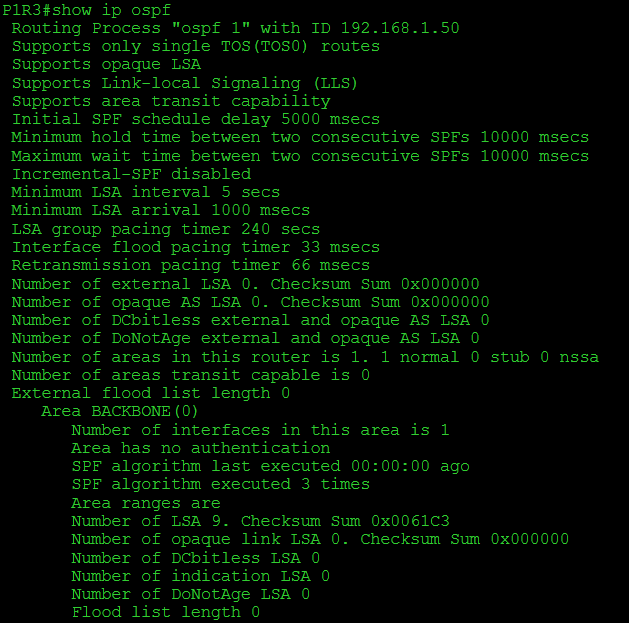 P1R3#show ip ospf
Routing Process "ospf 1" with ID 192.168.1.50
Supports only single TOS(TOS0) routes
Supports opaque LSA
Supports Link-local Signaling (LLS)
Supports area transit capability
Initial SPF schedule delay 5000 msecs
Minimum hold time between two consecutive SPFs 10000 msecs
Maximum wait time between two consecutive SPFs 10000 msecs
Incremental-SPF disabled
Minimum LSA interval 5 secs
Minimum LSA arrival 1000 msecs
LSA group pacing timer 240 secs
Interface flood pacing timer 33 msecs
Retransmission pacing timer 66 msecs
Number of external LSA 0. Checksum Sum 0x000000
Number of opaque AS LSA 0. Checksum Sum 0x000000
Number of DCbitless external and opaque AS LSA 0
Number of DoNotAge external and opaque AS LSA 0
Number of areas in this router is 1. 1 normal 0 stub 0 nssa
Number of areas transit capable is 0
External flood list length 0
Area BACKBONE(0)
Number of interfaces in this area is 1
Area has no authentication
SPF algorithm last executed 00:00:00 ago
SPF algorithm executed 3 times
Area ranges are
Number of LSA 9. Checksum Sum 0x0061C3
Number of opaque link LSA 0. Checksum Sum 0x000000
Number of DCbitless LSA 0
Number of indication LSA 0
Number of DoNotAge LSA 0
Flood list length 0